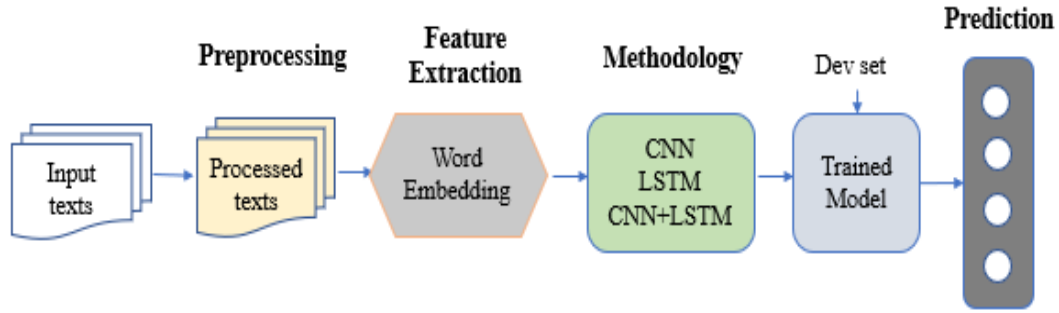 Prediction
Feature
Extraction
Preprocessing
Methodology
Dev set
Input
texts
Processed
texts
Word
Embedding
CNN
LSTM
CNN+LSTM
Trained
Model